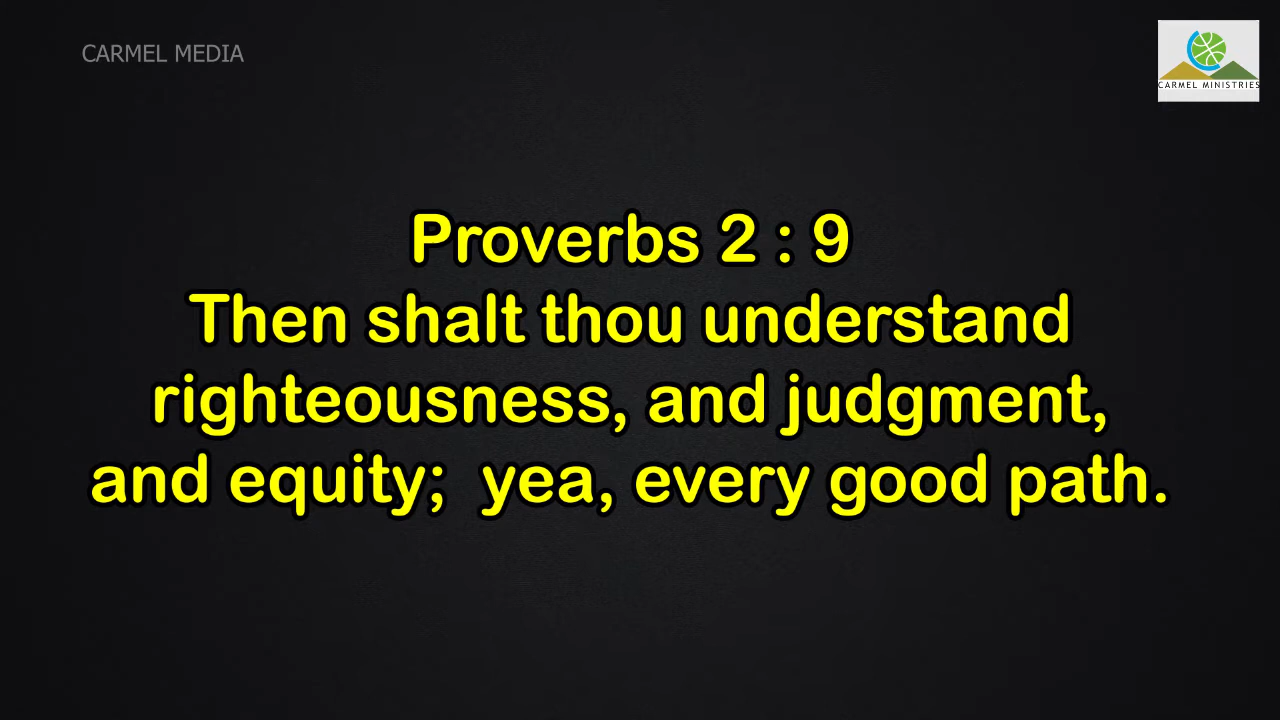 CARMEL MEDIA
CARMEL MINISTRIES
Proverbs 2 : 9
Then shalt thou understand
righteousness, and judgment,
and equity;  yea, every good path.